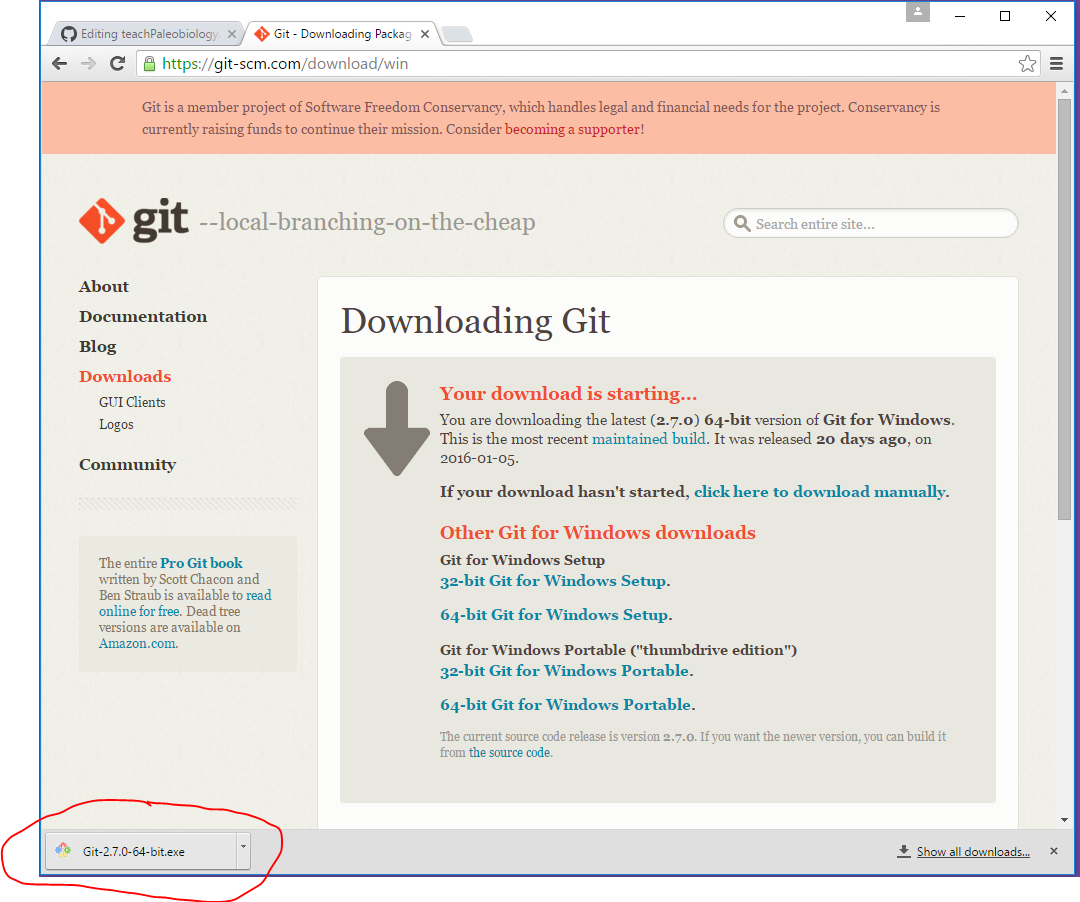 Editing teachPaleobiology
Git - Downloading Packag
https://git-scm.com/download/win
Git is a member project of Software Freedom Conservancy, which handles legal and financial needs for the project. Conservancy is
currently raising funds to continue their mission. Consider becoming a supporter!
git --local-branching-on-the-cheap
Search entire site...
About
Documentation
Blog
Downloads
GUI Clients
Logos
Community
The entire Pro Git book
written by Scott Chacon and
Ben Straub is available to read
online for free. Dead tree
versions are available on
Amazon.com.
Downloading Git
Your download is starting...
You are downloading the latest (2.7.0) 64-bit version of Git for Windows.
This is the most recent maintained build. It was released 20 days ago, on
2016-01-05.
If your download hasn't started, click here to download manually.
Other Git for Windows downloads
Git for Windows Setup
32-bit Git for Windows Setup.
64-bit Git for Windows Setup.
Git for Windows Portable ("thumbdrive edition")
32-bit Git for Windows Portable.
64-bit Git for Windows Portable.
The current source code release is version 2.7.0. If you want the newer version, you can build it
from the source code.
Git-2.7.0-64-bit.exe
Show all downloads...